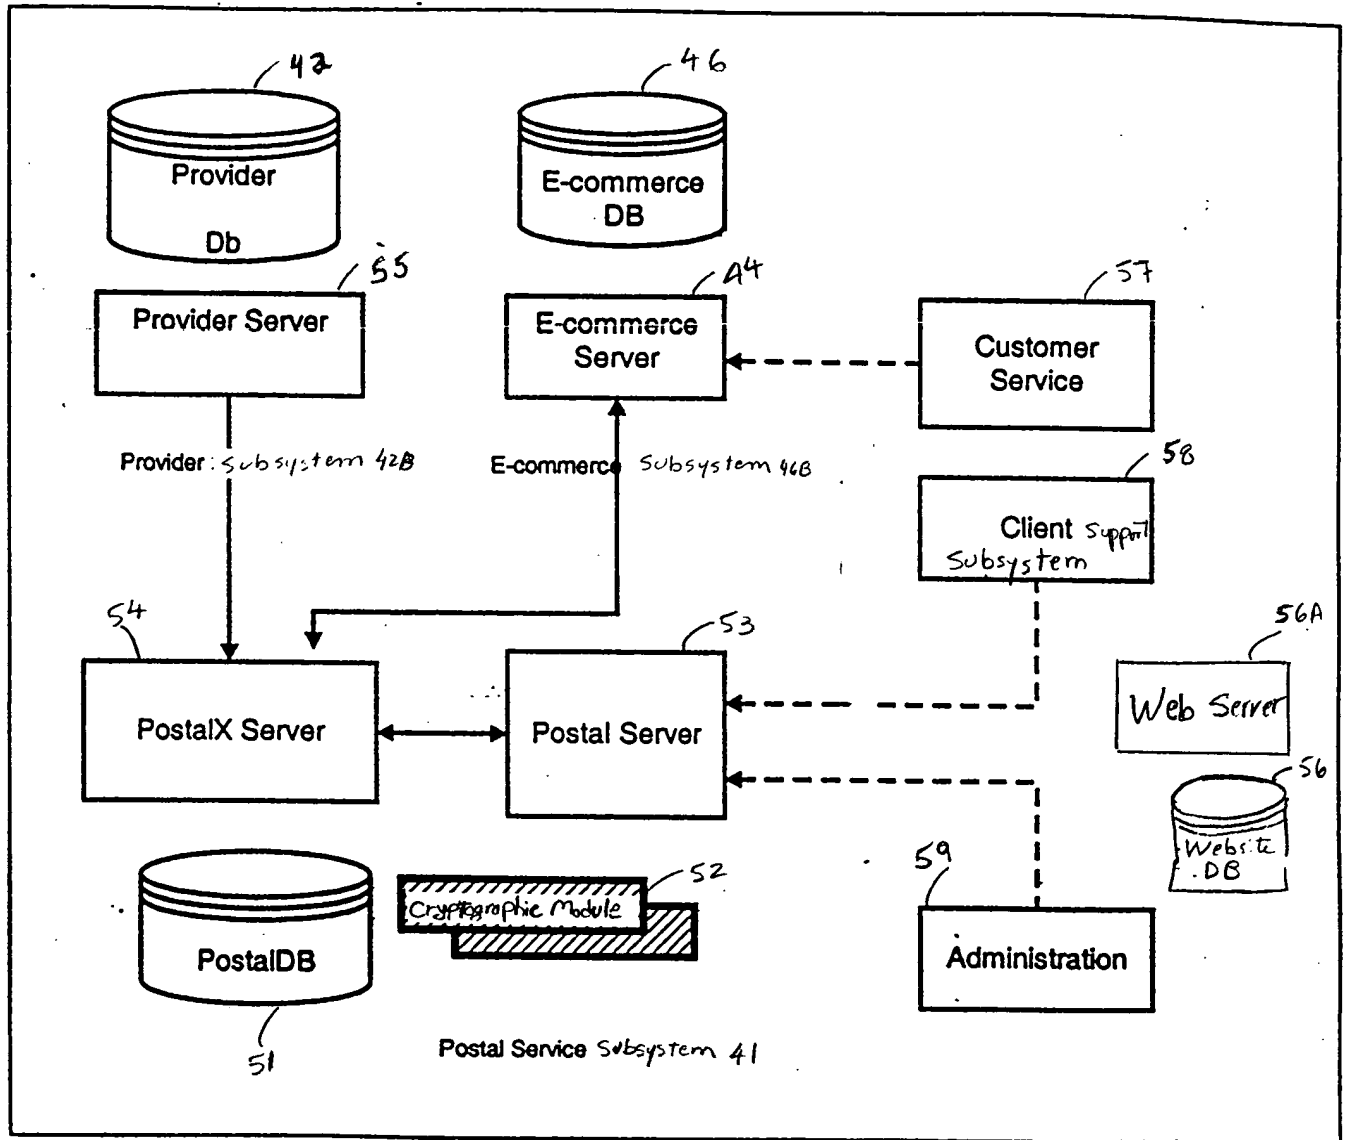 42
46
Provider
Db
E-commerce
DB
55
44
57
Provider Server
E-commerce
Server
Customer
Service
Provider: Subsystem 42B
E-commerce Subsystem 46B
58
Client Support
Subsystem
54
53
56A
PostalX Server
Postal Server
Web Server
56
Website
DB
52
59
Cryptographic Module
PostalDB
Administration
51
Postal Service Subsystem 41